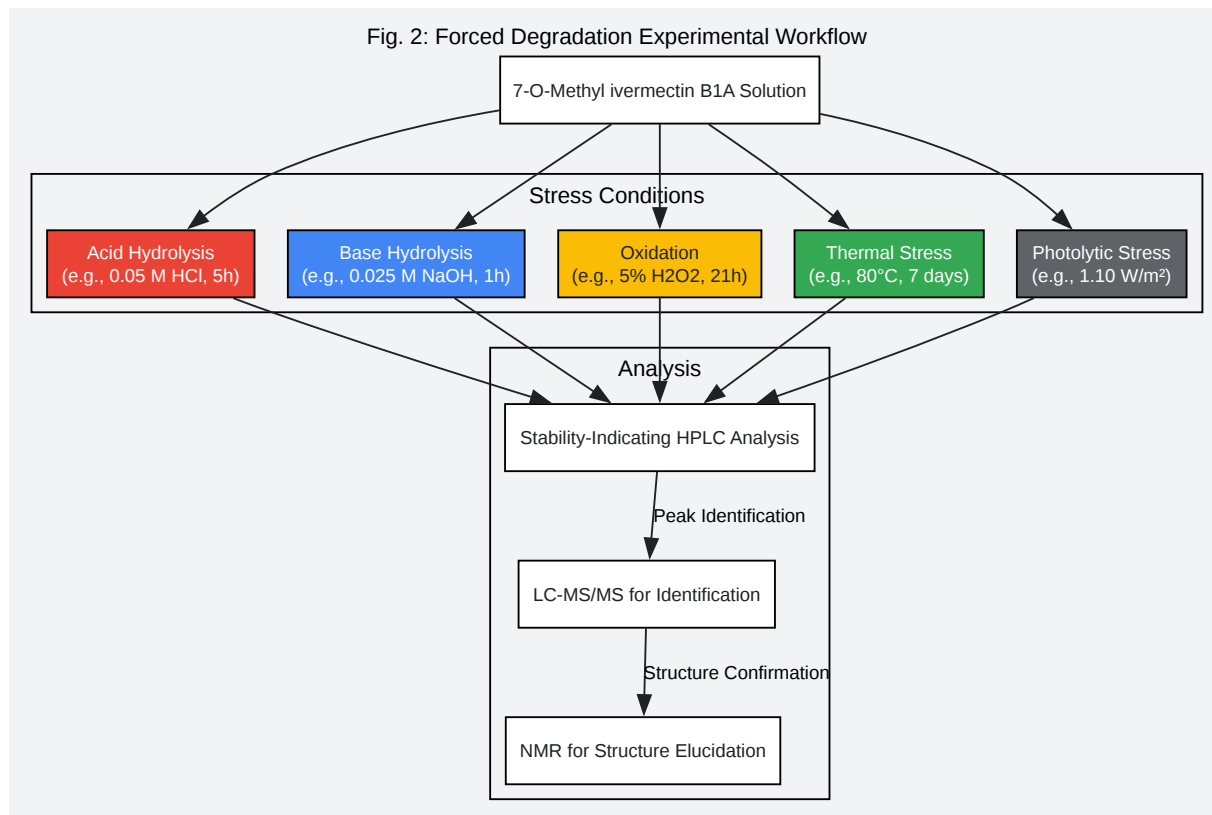 Fig. 2: Forced Degradation Experimental Workflow
7-O-Methyl ivermectin B1A Solution
Stress Conditions
Acid Hydrolysis
(e.g., 0.05 M HCl, 5h)
Base Hydrolysis
(e.g., 0.025 M NaOH, 1h)
Oxidation
(e.g., 5% H2O2, 21h)
Thermal Stress
(e.g., 80°C, 7 days)
Photolytic Stress
(e.g., 1.10 W/m²)
Analysis
Stability-Indicating HPLC Analysis
Peak Identification
LC-MS/MS for Identification
Structure Confirmation
NMR for Structure Elucidation